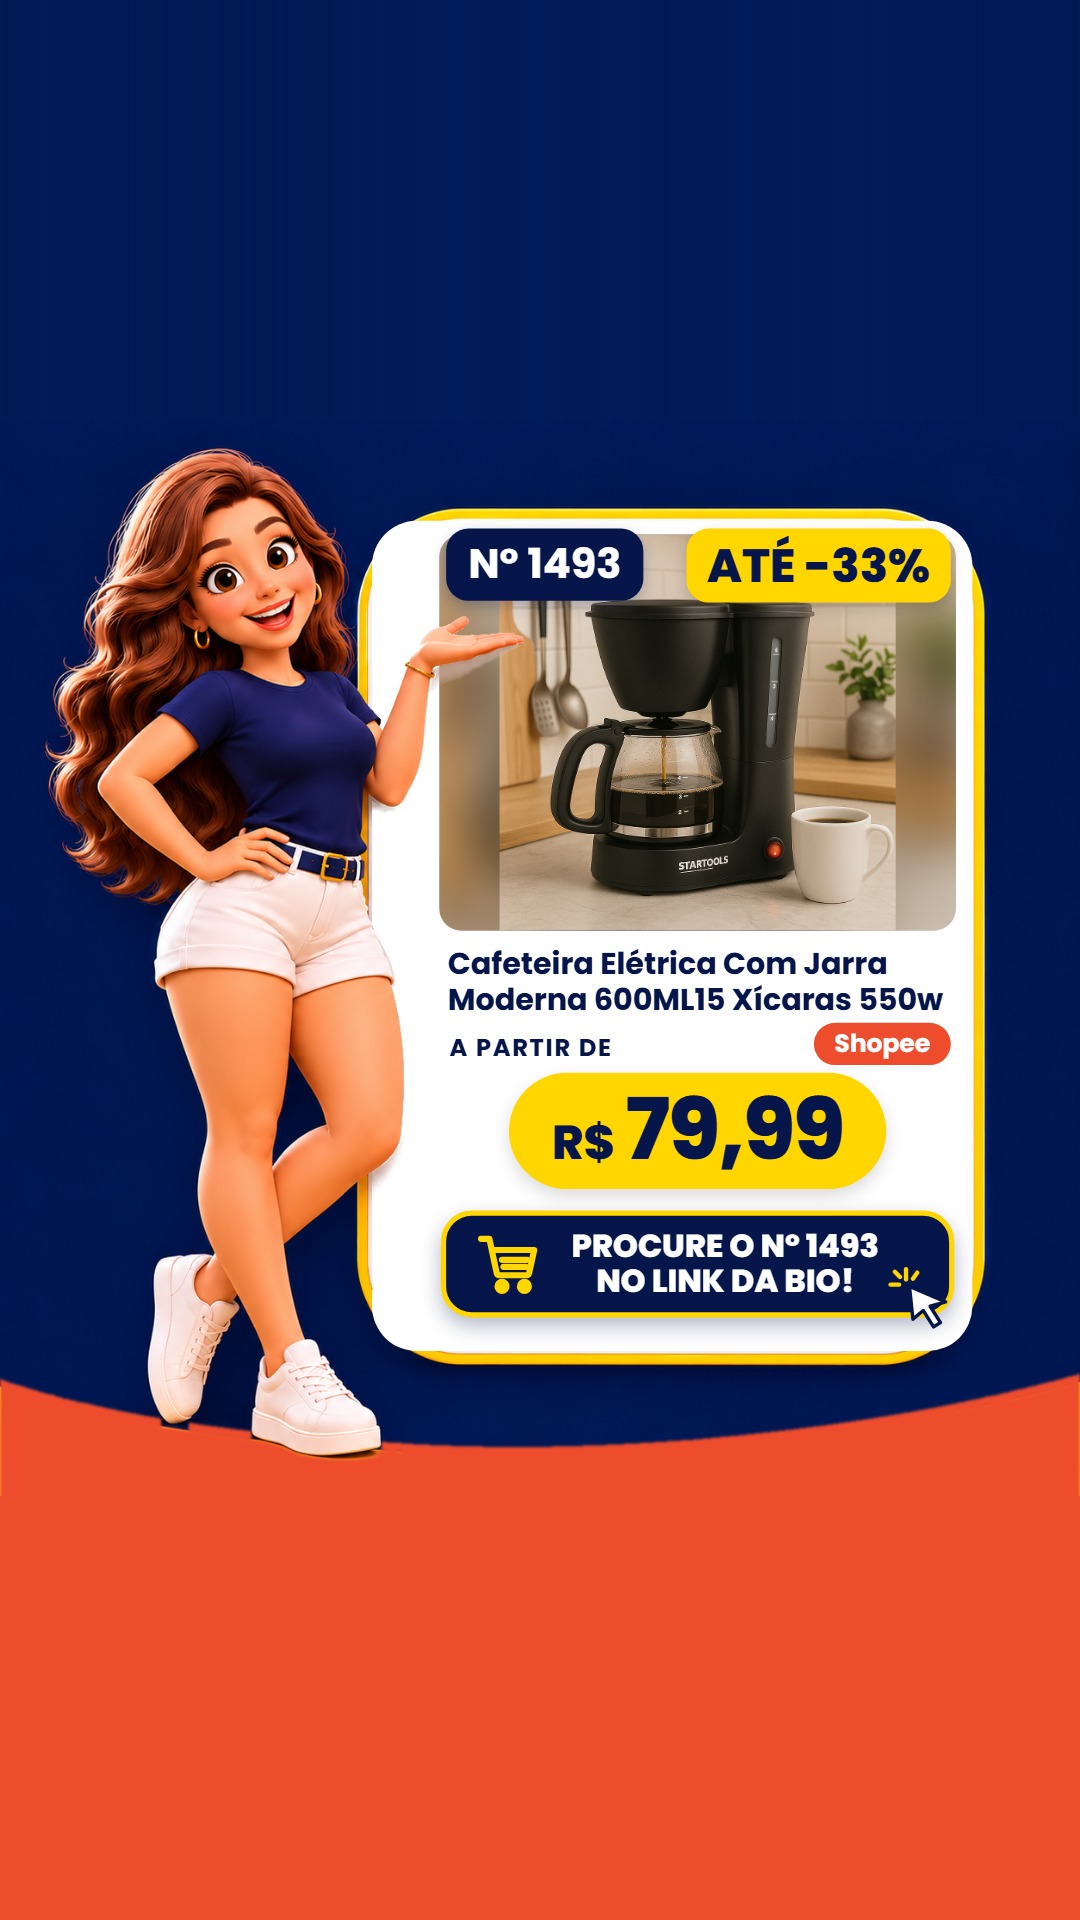 Nº 1493
ATÉ -33%
STARTOOLS
Cafeteira Elétrica Com Jarra
Moderna 600ML15 Xícaras 550w
A PARTIR DE
Shopee
R$ 79,99
PROCURE O Nº 1493
NO LINK DA BIO!